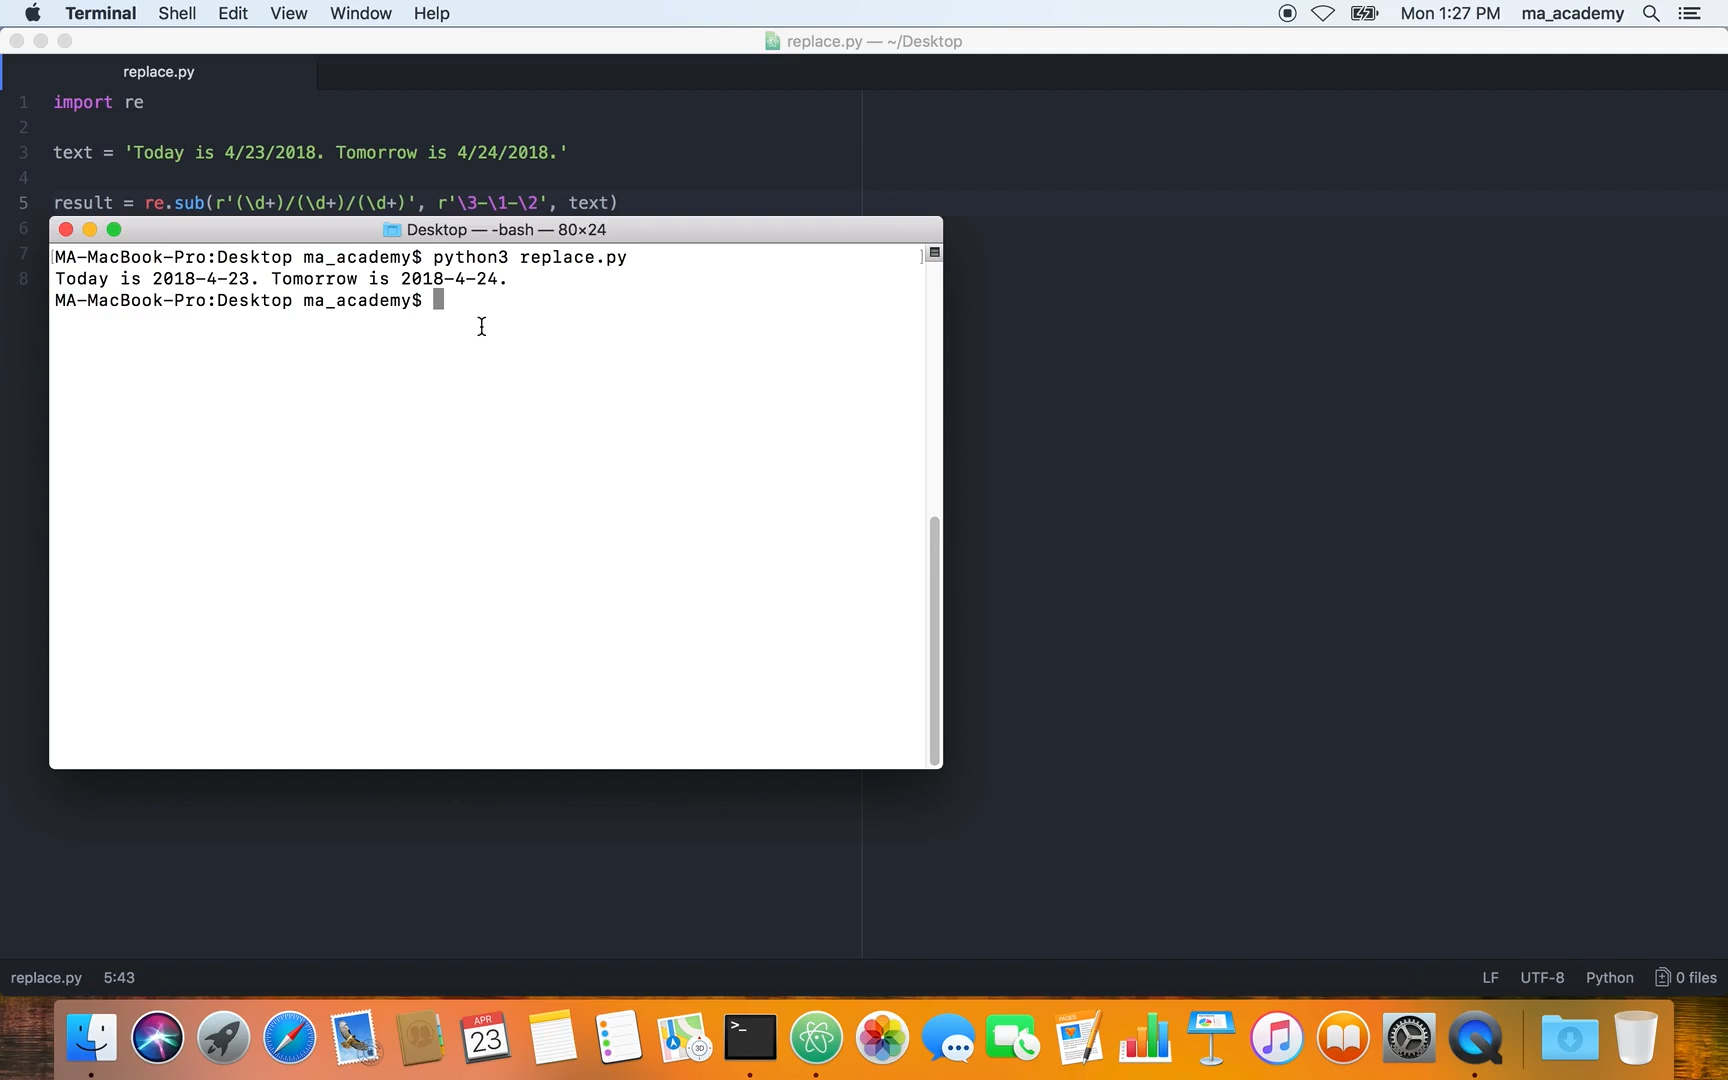 Terminal Shell Edit View Window Help Mon 1:27 PM ma_academy
replace.py — ~/Desktop
replace.py
1 import re
2
3 text = 'Today is 4/23/2018. Tomorrow is 4/24/2018.'
4
5 result = re.sub(r'(\d+)/(\d+)/(\d+)', r'\3-\1-\2', text)
6
7
8
Desktop — -bash — 80×24
[MA-MacBook-Pro:Desktop ma_academy$ python3 replace.py ]
Today is 2018-4-23. Tomorrow is 2018-4-24.
MA-MacBook-Pro:Desktop ma_academy$
replace.py 5:43 LF UTF-8 Python 0 files
APR
23
30
>_
PAGES